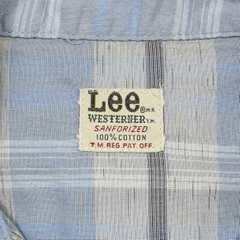 Lee ® M.R.
WESTERNER T.M.
SANFORIZED
100% COTTON
T.M. REG. PAT. OFF.